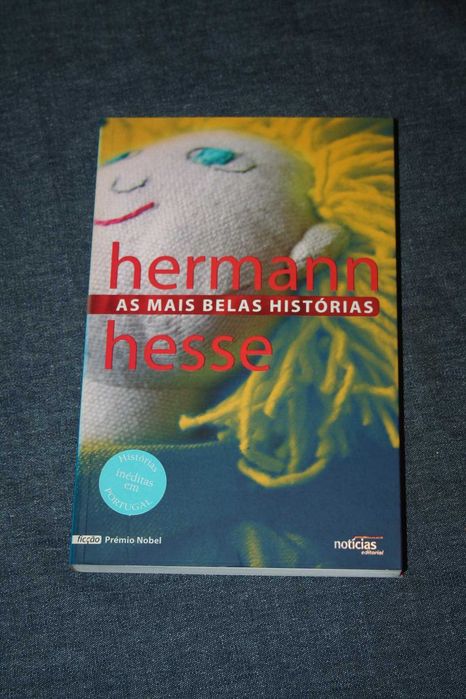 hermann
AS MAIS BELAS HISTÓRIAS
hesse
Histórias
inéditas em
PORTUGAL
ficção Prémio Nobel
notícias
editorial